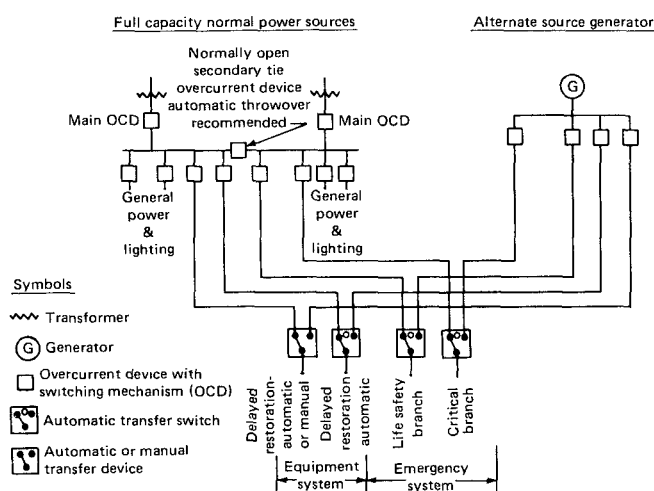 Full capacity normal power sources
Alternate source generator
Normally open
secondary tie
overcurrent device
automatic throwover
recommended
Main OCD
Main OCD
G
General
power
&
lighting
General
power
&
lighting
Symbols
Transformer
G
Generator
Overcurrent device with
switching mechanism (OCD)
Automatic transfer switch
Automatic or manual
transfer device
Delayed
restoration-
automatic
or manual
Delayed
restoration
automatic
Life safety
branch
Critical
branch
Equipment
system
Emergency
system